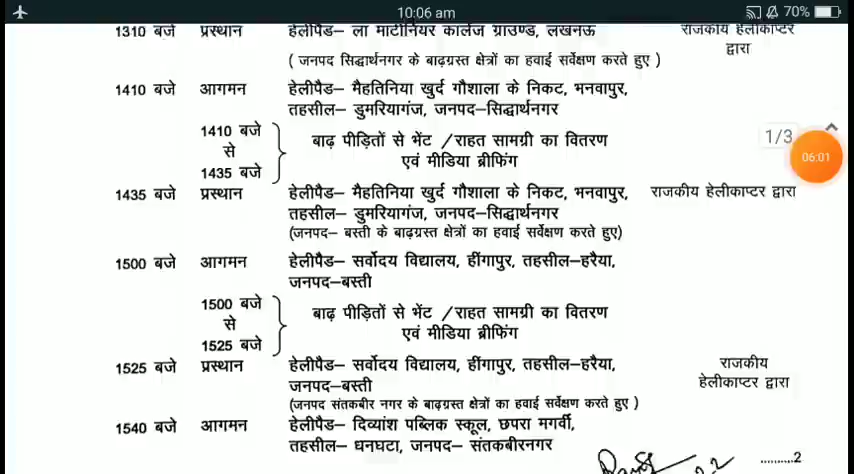 10:06 am
70%
1310 बजे प्रस्थान हेलीपैड– ला मार्टीनियर कालेज ग्राउण्ड, लखनऊ राजकीय हेलीकाप्टर
द्वारा
( जनपद सिद्धार्थनगर के बाढ़ग्रस्त क्षेत्रों का हवाई सर्वेक्षण करते हुए )
1410 बजे आगमन हेलीपैड– मैहतिनिया खुर्द गौशाला के निकट, भनवापुर,
तहसील– डुमरियागंज, जनपद–सिद्धार्थनगर
1/3
06:01
1410 बजे
से
1435 बजे
बाढ़ पीड़ितों से भेंट /राहत सामग्री का वितरण
एवं मीडिया ब्रीफिंग
1435 बजे प्रस्थान हेलीपैड– मैहतिनिया खुर्द गौशाला के निकट, भनवापुर, राजकीय हेलीकाप्टर द्वारा
तहसील– डुमरियागंज, जनपद–सिद्धार्थनगर
(जनपद– बस्ती के बाढ़ग्रस्त क्षेत्रों का हवाई सर्वेक्षण करते हुए)
1500 बजे आगमन हेलीपैड– सर्वोदय विद्यालय, हींगापुर, तहसील–हरैया,
जनपद–बस्ती
1500 बजे
से
1525 बजे
बाढ़ पीड़ितों से भेंट /राहत सामग्री का वितरण
एवं मीडिया ब्रीफिंग
1525 बजे प्रस्थान हेलीपैड– सर्वोदय विद्यालय, हींगापुर, तहसील–हरैया, राजकीय
जनपद–बस्ती हेलीकाप्टर द्वारा
(जनपद संतकबीर नगर के बाढ़ग्रस्त क्षेत्रों का हवाई सर्वेक्षण करते हुए )
1540 बजे आगमन हेलीपैड– दिव्यांश पब्लिक स्कूल, छपरा मगर्वी,
तहसील– धनघटा, जनपद– संतकबीरनगर
..........2